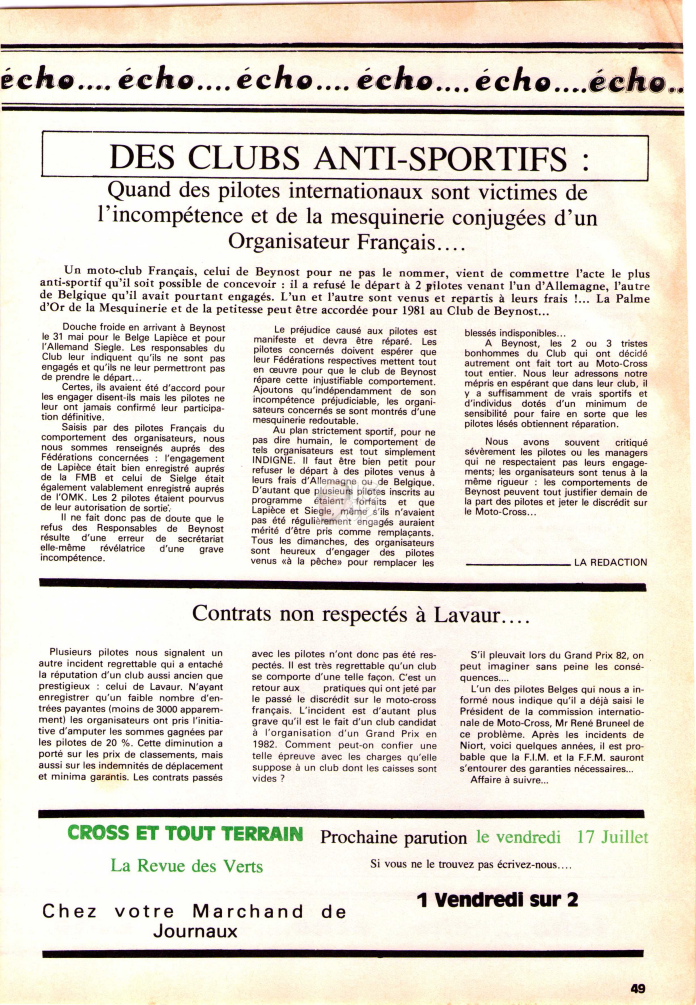 écho.... écho.... écho.... écho.... écho....écho..
DES CLUBS ANTI-SPORTIFS :
Quand des pilotes internationaux sont victimes de
l'incompétence et de la mesquinerie conjugées d'un
Organisateur Français....
Un moto-club Français, celui de Beynost pour ne pas le nommer, vient de commettre l'acte le plus
anti-sportif qu'il soit possible de concevoir : il a refusé le départ à 2 pilotes venant l'un d'Allemagne, l'autre
de Belgique qu'il avait pourtant engagés. L'un et l'autre sont venus et repartis à leurs frais !... La Palme
d'Or de la Mesquinerie et de la petitesse peut être accordée pour 1981 au Club de Beynost...
Douche froide en arrivant à Beynost
le 31 mai pour le Belge Lapièce et pour
l'Allemand Siegle. Les responsables du
Club leur indiquent qu'ils ne sont pas
engagés et qu'ils ne leur permettront pas
de prendre le départ...
Certes, ils avaient été d'accord pour
les engager disent-ils mais les pilotes ne
leur ont jamais confirmé leur participa-
tion définitive.
Saisis par des pilotes Français du
comportement des organisateurs, nous
nous sommes renseignés auprés des
Fédérations concernées : l'engagement
de Lapièce était bien enregistré auprés
de la FMB et celui de Sielge était
également valablement enregistré auprés
de l'OMK. Les 2 pilotes étaient pourvus
de leur autorisation de sortie.
Il ne fait donc pas de doute que le
refus des Responsables de Beynost
résulte d'une erreur de secrétariat
elle-même révélatrice d'une grave
incompétence.
Le préjudice causé aux pilotes est
manifeste et devra être réparé. Les
pilotes concernés doivent espérer que
leur Fédérations respectives mettent tout
en œuvre pour que le club de Beynost
répare cette injustifiable comportement.
Ajoutons qu'indépendamment de son
incompétence préjudiciable, les organi-
sateurs concernés se sont montrés d'une
mesquinerie redoutable.
Au plan strictement sportif, pour ne
pas dire humain, le comportement de
tels organisateurs est tout simplement
INDIGNE. Il faut être bien petit pour
refuser le départ à des pilotes venus à
leurs frais d'Allemagne ou de Belgique.
D'autant que plusieurs pilotes inscrits au
programme étaient forfaits et que
Lapièce et Siegle, même s'ils n'avaient
pas été régulièrement engagés auraient
mérité d'être pris comme remplaçants.
Tous les dimanches, des organisateurs
sont heureux d'engager des pilotes
venus «à la pêche» pour remplacer les
blessés indisponibles...
A Beynost, les 2 ou 3 tristes
bonhommes du Club qui ont décidé
autrement ont fait tort au Moto-Cross
tout entier. Nous leur adressons notre
mépris en espérant que dans leur club, il
y a suffisamment de vrais sportifs et
d'individus dotés d'un minimum de
sensibilité pour faire en sorte que les
pilotes lésés obtiennent réparation.
Nous avons souvent critiqué
sévèrement les pilotes ou les managers
qui ne respectaient pas leurs engage-
ments; les organisateurs sont tenus à la
même rigueur : les comportements de
Beynost peuvent tout justifier demain de
la part des pilotes et jeter le discrédit sur
le Moto-Cross...
LA REDACTION
Contrats non respectés à Lavaur....
Plusieurs pilotes nous signalent un
autre incident regrettable qui a entaché
la réputation d'un club aussi ancien que
prestigieux : celui de Lavaur. N'ayant
enregistrer qu'un faible nombre d'en-
trées payantes (moins de 3000 apparem-
ment) les organisateurs ont pris l'initia-
tive d'amputer les sommes gagnées par
les pilotes de 20 %. Cette diminution a
porté sur les prix de classements, mais
aussi sur les indemnités de déplacement
et minima garantis. Les contrats passés
avec les pilotes n'ont donc pas été res-
pectés. Il est très regrettable qu'un club
se comporte d'une telle façon. C'est un
retour aux pratiques qui ont jeté par
le passé le discrédit sur le moto-cross
français. L'incident est d'autant plus
grave qu'il est le fait d'un club candidat
à l'organisation d'un Grand Prix en
1982. Comment peut-on confier une
telle épreuve avec les charges qu'elle
suppose à un club dont les caisses sont
vides ?
S'il pleuvait lors du Grand Prix 82, on
peut imaginer sans peine les consé-
quences....
L'un des pilotes Belges qui nous a in-
formé nous indique qu'il a déjà saisi le
Président de la commission internatio-
nale de Moto-Cross, Mr René Bruneel de
ce problème. Après les incidents de
Niort, voici quelques années, il est pro-
bable que la F.I.M. et la F.F.M. sauront
s'entourer des garanties nécessaires...
Affaire à suivre...
CROSS ET TOUT TERRAIN
La Revue des Verts
Chez votre Marchand de
Journaux
Prochaine parution le vendredi 17 Juillet
Si vous ne le trouvez pas écrivez-nous....
1 Vendredi sur 2
49